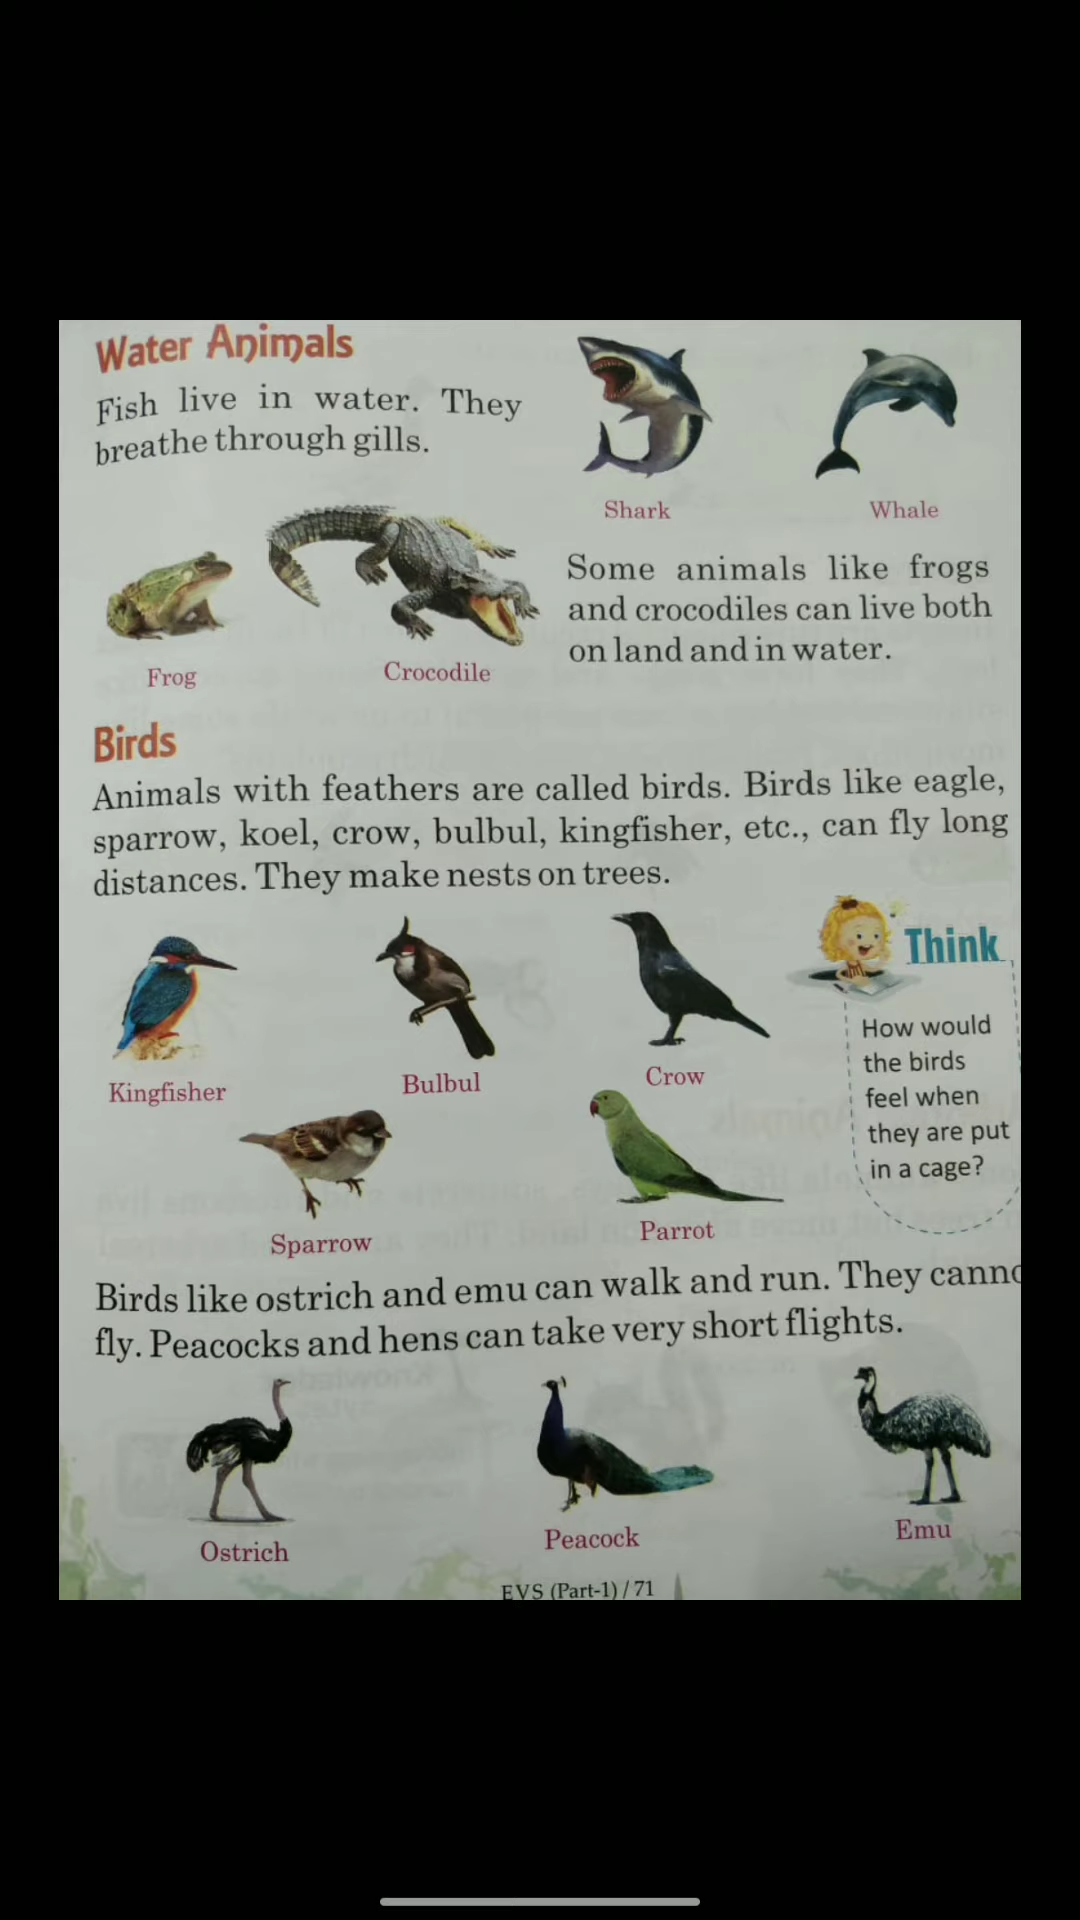 Water Animals
Fish live in water. They
breathe through gills.
Shark
Whale
Frog
Crocodile
Some animals like frogs
and crocodiles can live both
on land and in water.
Birds
Animals with feathers are called birds. Birds like eagle,
sparrow, koel, crow, bulbul, kingfisher, etc., can fly long
distances. They make nests on trees.
Kingfisher
Bulbul
Crow
Think
How would
the birds
feel when
they are put
in a cage?
Sparrow
Parrot
Birds like ostrich and emu can walk and run. They canno
fly. Peacocks and hens can take very short flights.
Ostrich
Peacock
Emu
EVS (Part-1) / 71